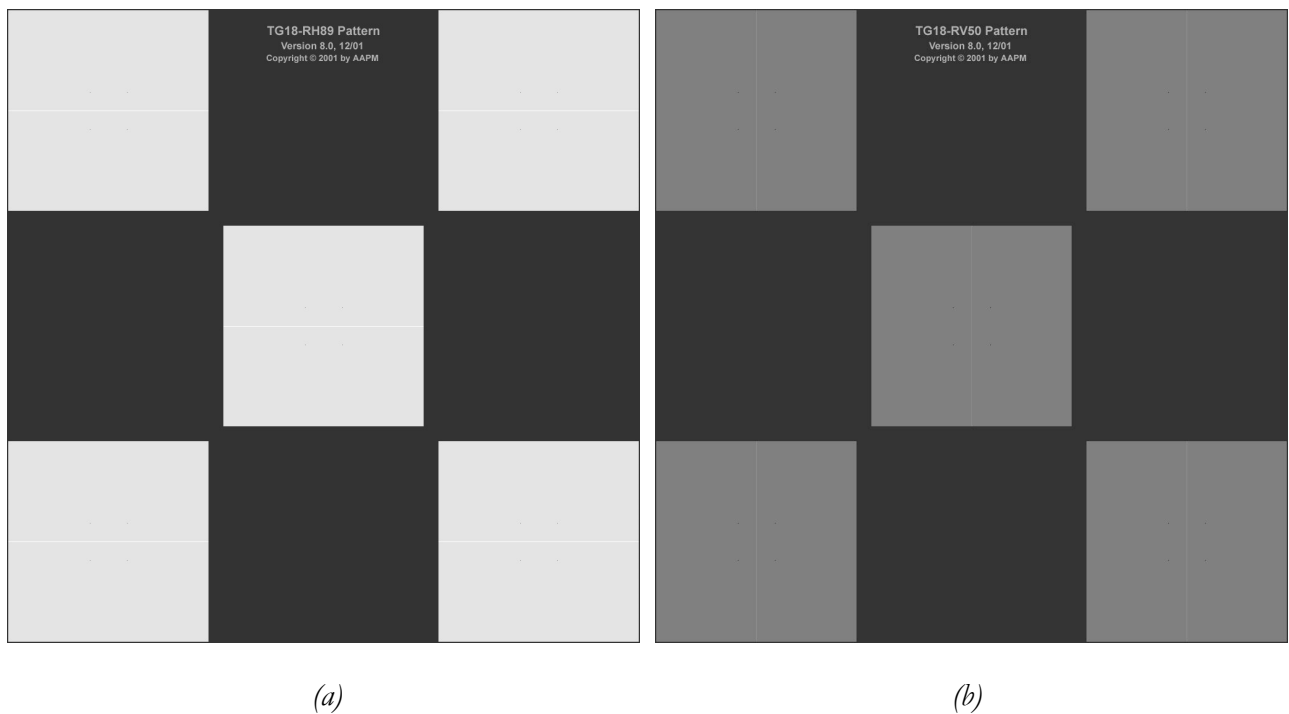 TG18-RH89 Pattern
Version 8.0, 12/01
Copyright © 2001 by AAPM
TG18-RV50 Pattern
Version 8.0, 12/01
Copyright © 2001 by AAPM
(a)
(b)